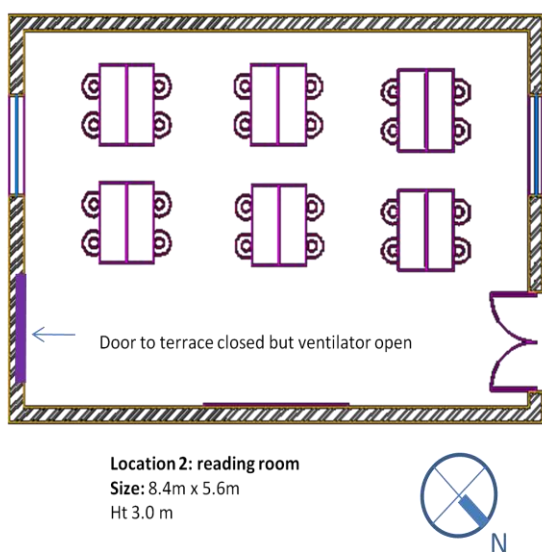 Door to terrace closed but ventilator open
Location 2: reading room
Size: 8.4m x 5.6m
Ht 3.0 m
N